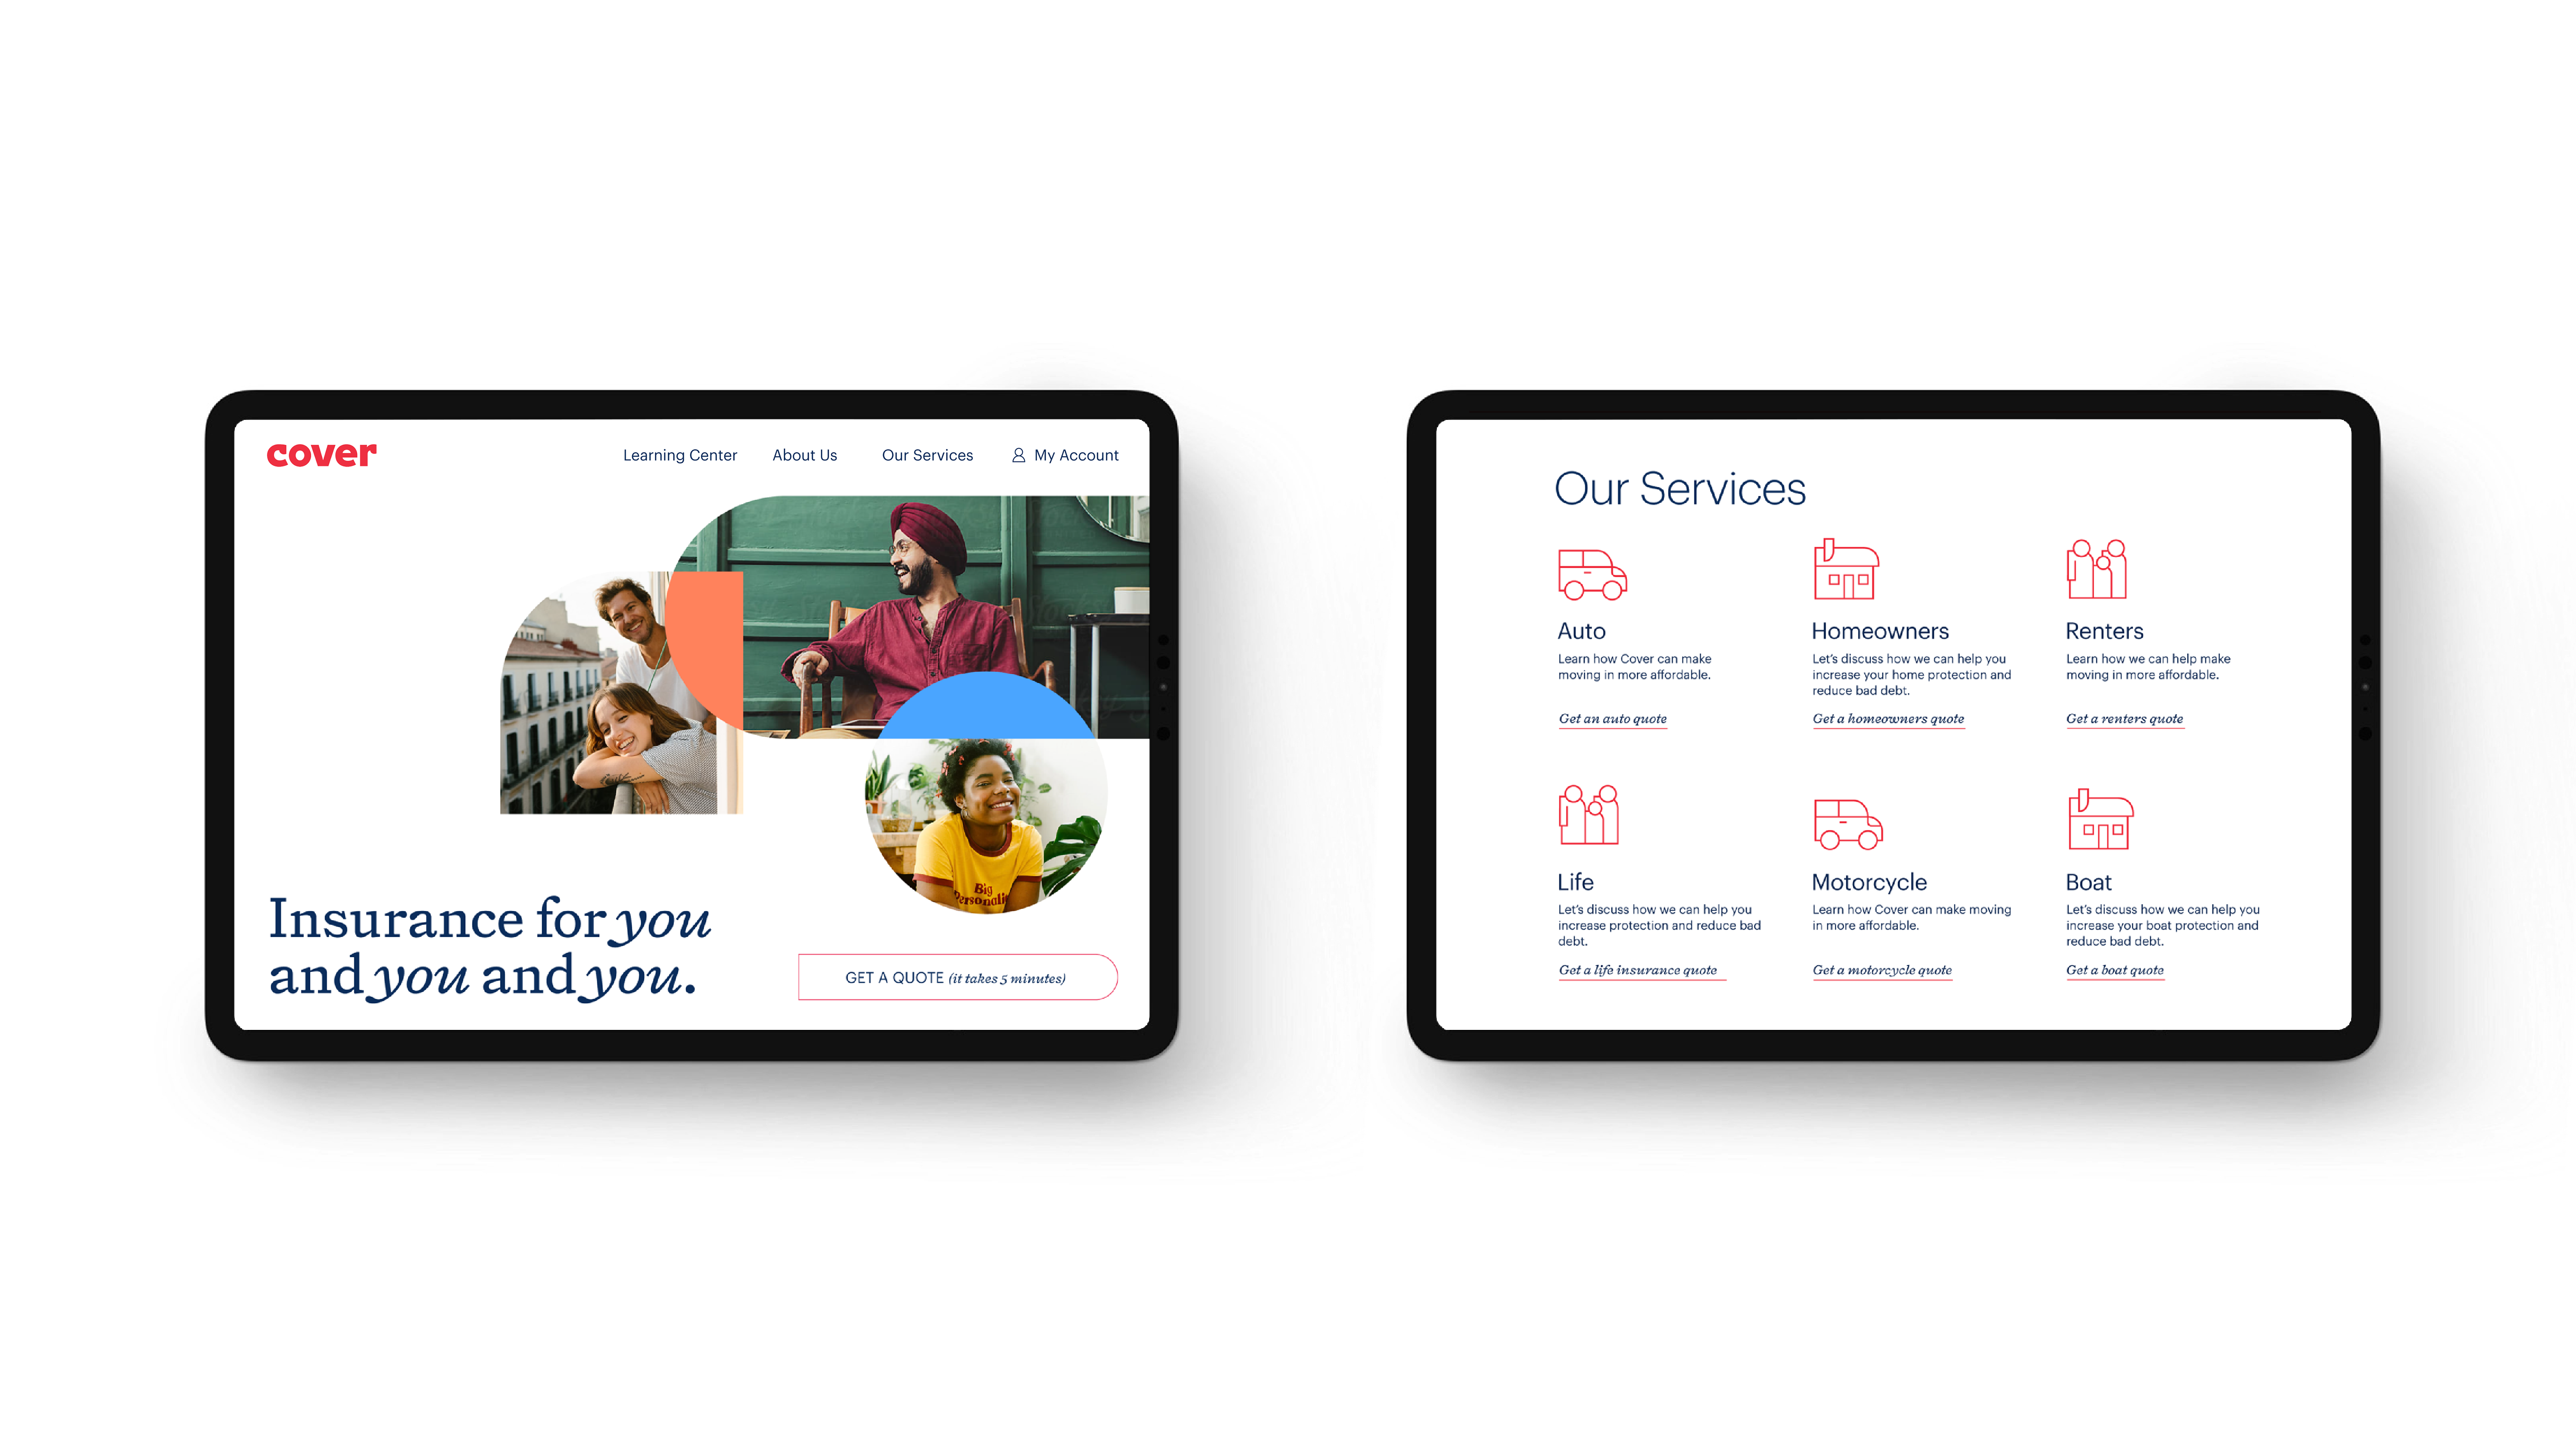 cover
Learning Center
About Us
Our Services
My Account
Big
Insurance for you
and you and you.
GET A QUOTE (it takes 5 minutes)
Our Services
Auto
Learn how Cover can make
moving in more affordable.
Get an auto quote
Homeowners
Let's discuss how we can help you
increase your home protection and
reduce bad debt.
Get a homeowners quote
Renters
Learn how we can help make
moving in more affordable.
Get a renters quote
Life
Let's discuss how we can help you
increase protection and reduce bad
debt.
Get a life insurance quote
Motorcycle
Learn how Cover can make moving
in more affordable.
Get a motorcycle quote
Boat
Let's discuss how we can help you
increase your boat protection and
reduce bad debt.
Get a boat quote